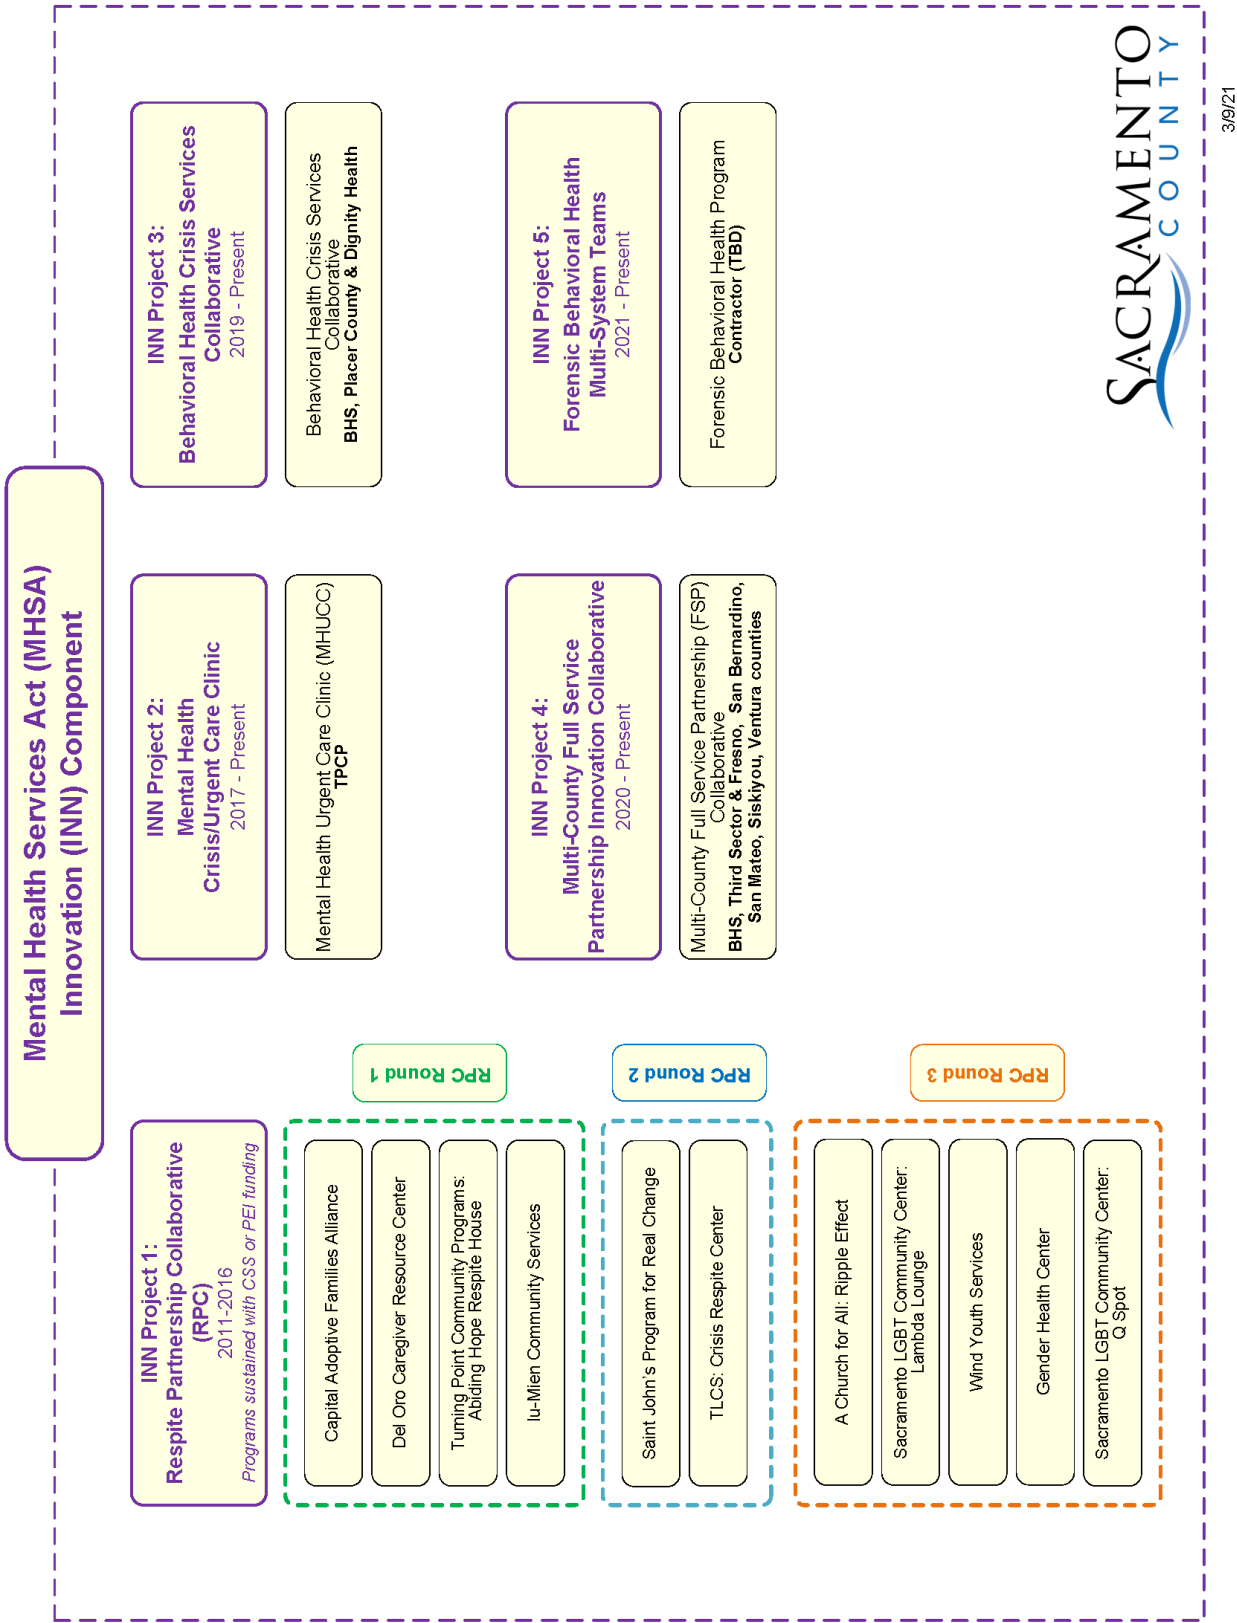 Mental Health Services Act (MHSA)
Innovation (INN) Component
INN Project 1:
Respite Partnership Collaborative
(RPC)
2011-2016
Programs sustained with CSS or PEI funding
RPC Round 1
Capital Adoptive Families Alliance
Del Oro Caregiver Resource Center
Turning Point Community Programs:
Abiding Hope Respite House
Iu-Mien Community Services
RPC Round 2
Saint John's Program for Real Change
TLCS: Crisis Respite Center
RPC Round 3
A Church for All: Ripple Effect
Sacramento LGBT Community Center:
Lambda Lounge
Wind Youth Services
Gender Health Center
Sacramento LGBT Community Center:
Q Spot
INN Project 2:
Mental Health
Crisis/Urgent Care Clinic
2017 - Present
Mental Health Urgent Care Clinic (MHUCC)
TPCP
INN Project 3:
Behavioral Health Crisis Services
Collaborative
2019 - Present
Behavioral Health Crisis Services
Collaborative
BHS, Placer County & Dignity Health
INN Project 4:
Multi-County Full Service
Partnership Innovation Collaborative
2020 - Present
Multi-County Full Service Partnership (FSP)
Collaborative
BHS, Third Sector & Fresno, San Bernardino,
San Mateo, Siskiyou, Ventura counties
INN Project 5:
Forensic Behavioral Health
Multi-System Teams
2021 - Present
Forensic Behavioral Health Program
Contractor (TBD)
SACRAMENTO
COUNTY
3/9/21